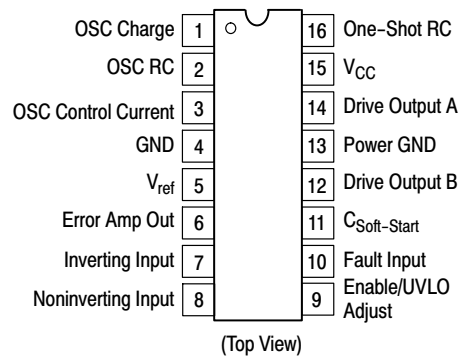 OSC Charge 1 16 One-Shot RC
OSC RC 2 15 VCC
OSC Control Current 3 14 Drive Output A
GND 4 13 Power GND
Vref 5 12 Drive Output B
Error Amp Out 6 11 CSoft-Start
Inverting Input 7 10 Fault Input
Noninverting Input 8 9 Enable/UVLO
Adjust
(Top View)